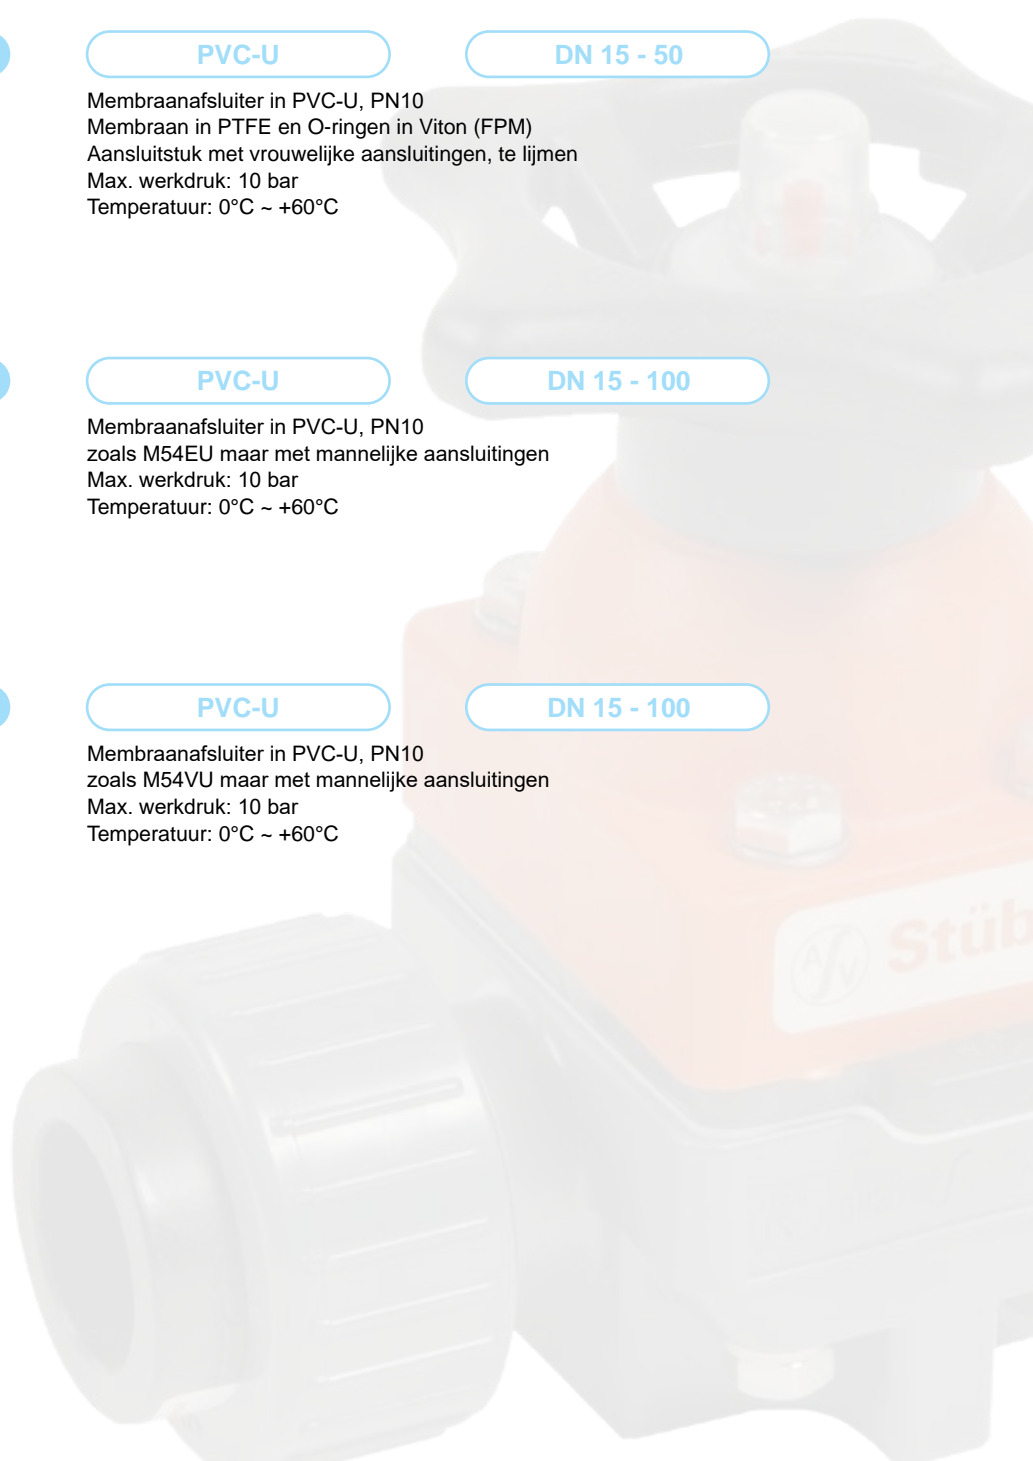 PVC-U
DN 15 - 50
Membraanafsluiter in PVC-U, PN10
Membraan in PTFE en O-ringen in Viton (FPM)
Aansluitstuk met vrouwelijke aansluitingen, te lijmen
Max. werkdruk: 10 bar
Temperatuur: 0°C ~ +60°C
PVC-U
DN 15 - 100
Membraanafsluiter in PVC-U, PN10
zoals M54EU maar met mannelijke aansluitingen
Max. werkdruk: 10 bar
Temperatuur: 0°C ~ +60°C
PVC-U
DN 15 - 100
Membraanafsluiter in PVC-U, PN10
zoals M54VU maar met mannelijke aansluitingen
Max. werkdruk: 10 bar
Temperatuur: 0°C ~ +60°C
AfV
Stüb